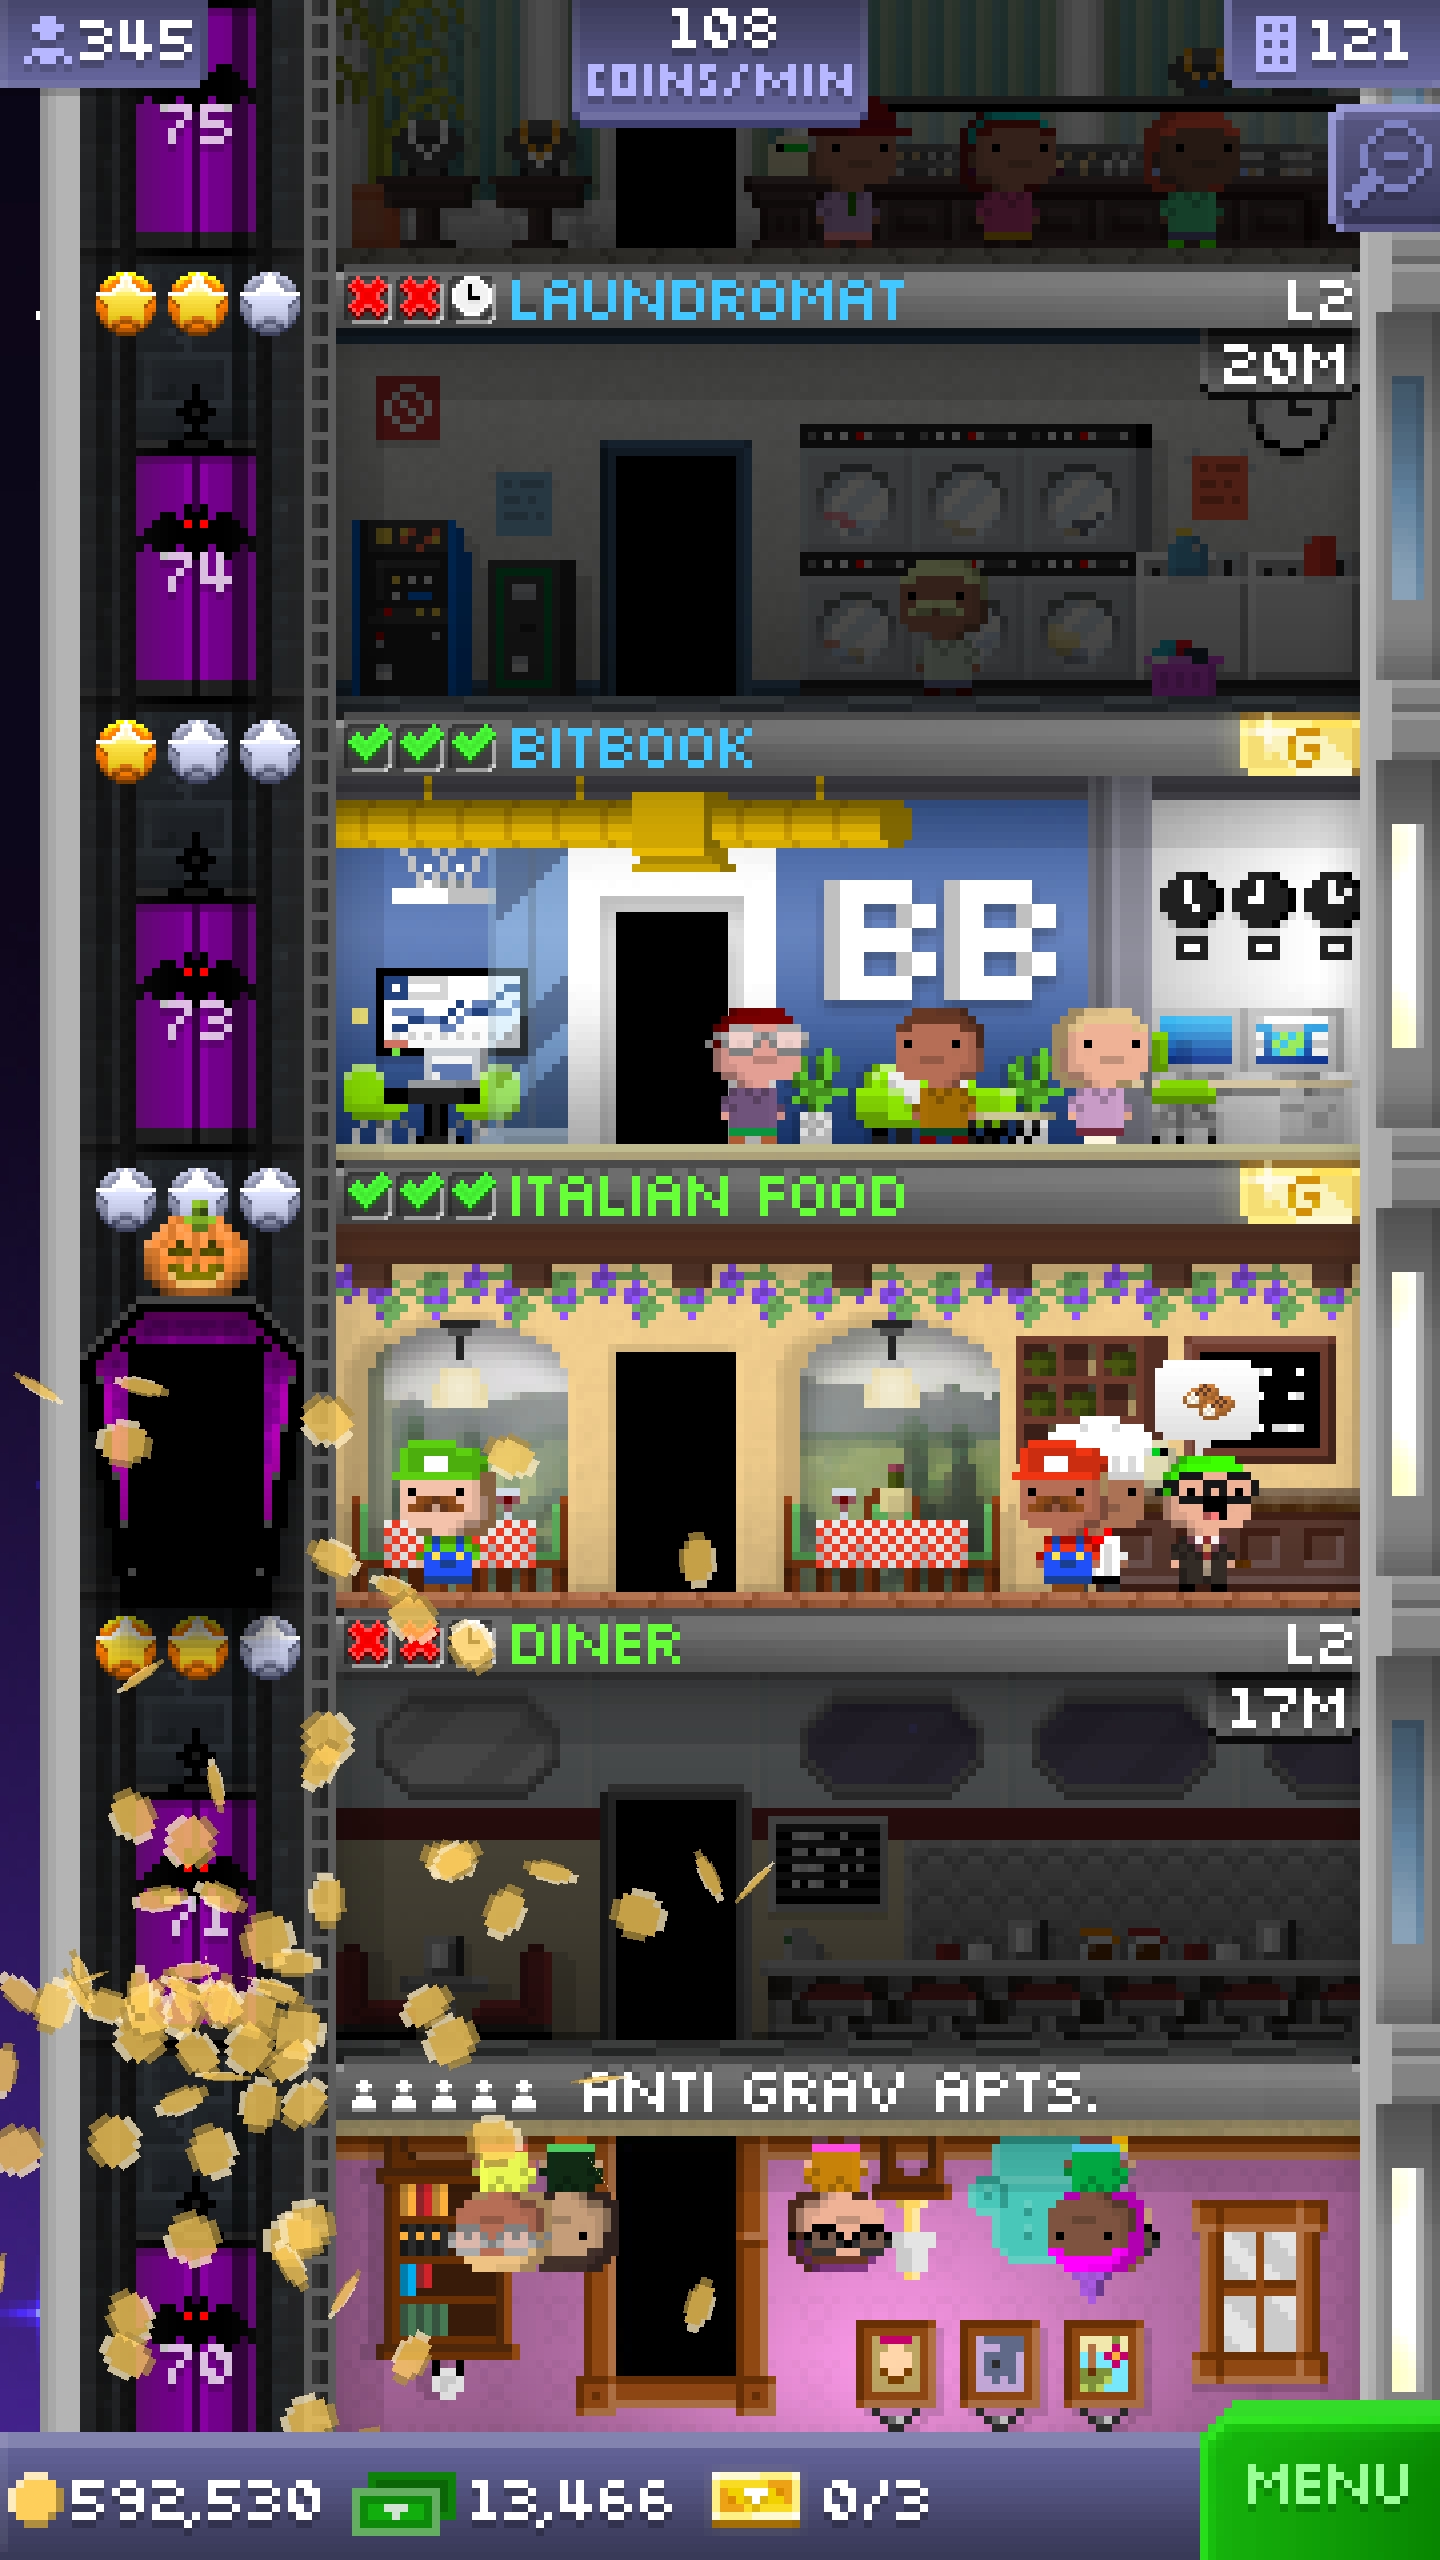 345
108
COINS/MIN
121
75
LAUNDROMAT L2
20M
74
BITBOOK G
BB
73
ITALIAN FOOD G
DINER L2
17M
71
ANTI GRAV APTS.
70
592,530 13,466 0/3
MENU